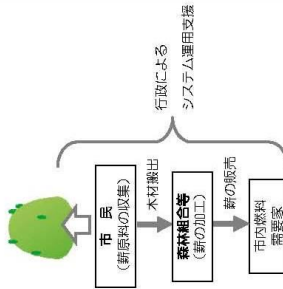 市　民
（薪原料の収集）
木材搬出
森林組合等
（薪の加工）
薪の販売
市内燃料
需要家
行政による
システム運用支援